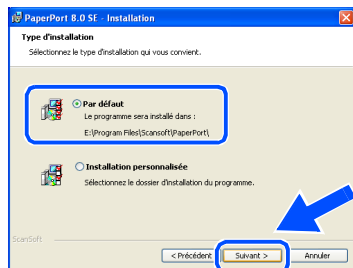 PaperPort 8.0 SE - Installation
Type d'installation
Sélectionnez le type d'installation qui vous convient.
Par défaut
Le programme sera installé dans :
E:\Program Files\Scansoft\PaperPort\
Installation personnalisée
Sélectionnez le dossier d'installation du programme.
ScanSoft
< Précédent
Suivant >
Annuler